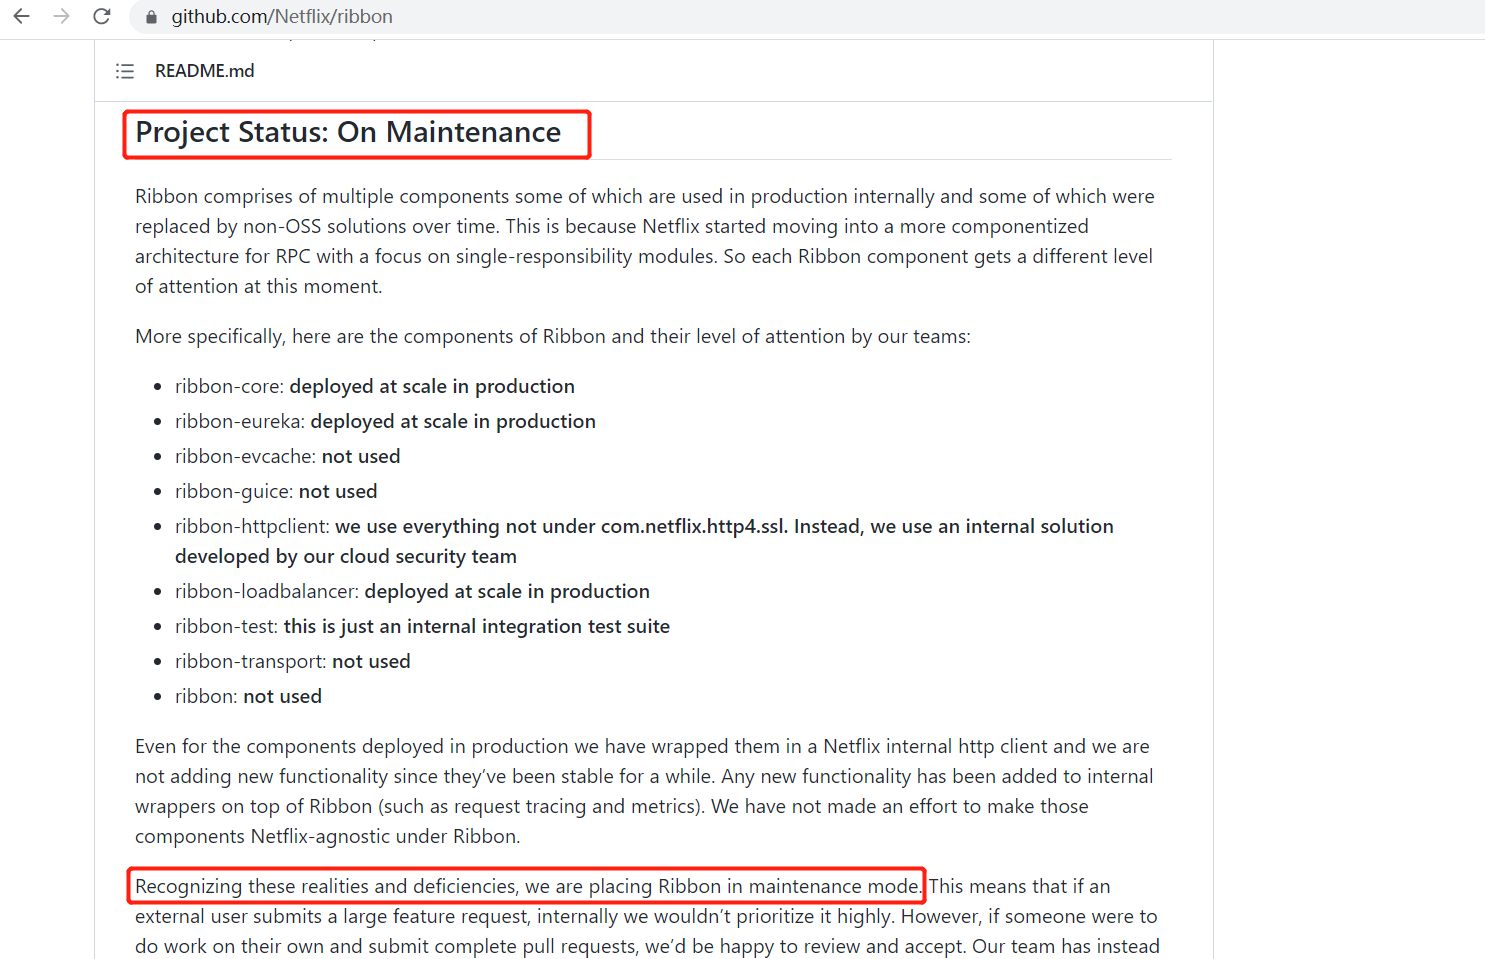 github.com/Netflix/ribbon
README.md
Project Status: On Maintenance
Ribbon comprises of multiple components some of which are used in production internally and some of which were
replaced by non-OSS solutions over time. This is because Netflix started moving into a more componentized
architecture for RPC with a focus on single-responsibility modules. So each Ribbon component gets a different level
of attention at this moment.
More specifically, here are the components of Ribbon and their level of attention by our teams:
• ribbon-core: deployed at scale in production
• ribbon-eureka: deployed at scale in production
• ribbon-evcache: not used
• ribbon-guice: not used
• ribbon-httpclient: we use everything not under com.netflix.http4.ssl. Instead, we use an internal solution
developed by our cloud security team
• ribbon-loadbalancer: deployed at scale in production
• ribbon-test: this is just an internal integration test suite
• ribbon-transport: not used
• ribbon: not used
Even for the components deployed in production we have wrapped them in a Netflix internal http client and we are
not adding new functionality since they’ve been stable for a while. Any new functionality has been added to internal
wrappers on top of Ribbon (such as request tracing and metrics). We have not made an effort to make those
components Netflix-agnostic under Ribbon.
Recognizing these realities and deficiencies, we are placing Ribbon in maintenance mode. This means that if an
external user submits a large feature request, internally we wouldn’t prioritize it highly. However, if someone were to
do work on their own and submit complete pull requests, we’d be happy to review and accept. Our team has instead